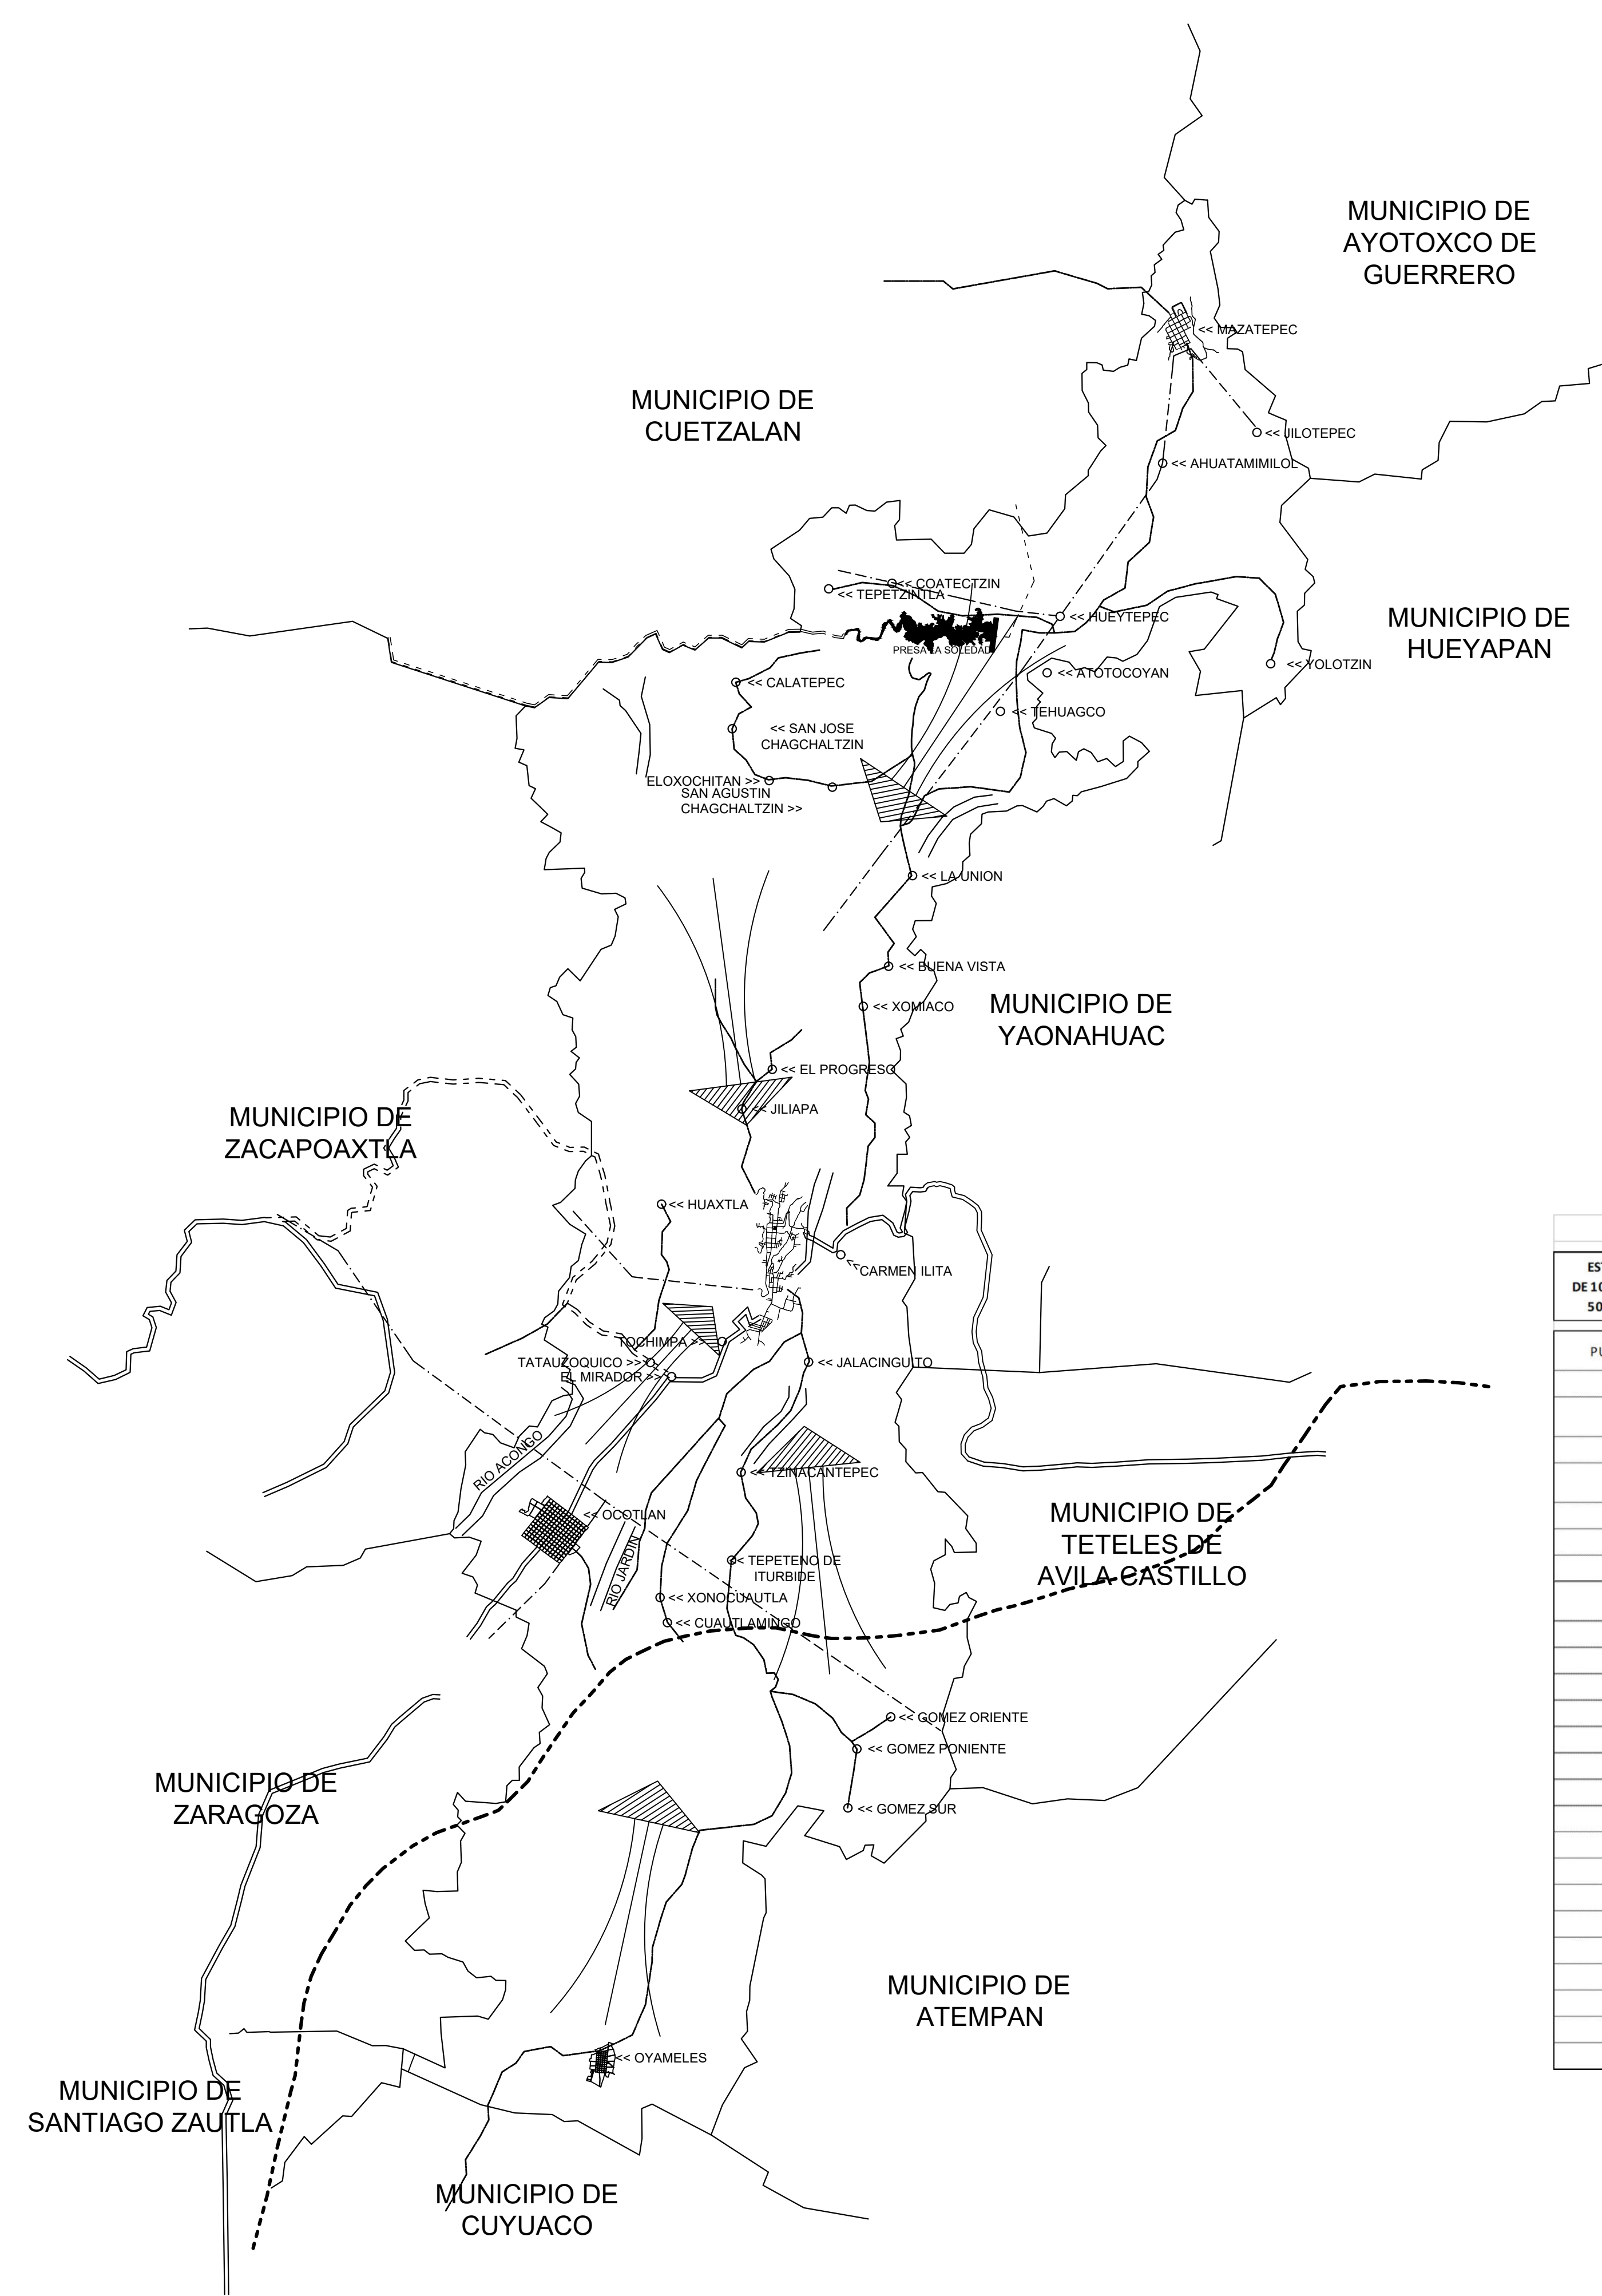 MUNICIPIO DE
AYOTOXCO DE
GUERRERO
<< MAZATEPEC
MUNICIPIO DE
CUETZALAN
<< JILOTEPEC
<< AHUATAMIMILOL
<< COATECTZIN
<< TEPETZINTLA
<< HUEYTEPEC
MUNICIPIO DE
HUEYAPAN
PRESA LA SOLEDAD
<< YOLOTZIN
<< ATOTOCOYAN
<< CALATEPEC
<< TEHUAGCO
<< SAN JOSE
CHAGCHALTZIN
ELOXOCHITAN >>
SAN AGUSTIN
CHAGCHALTZIN >>
<< LA UNION
<< BUENA VISTA
<< XOMIACO
MUNICIPIO DE
YAONAHUAC
<< EL PROGRESO
<< JILIAPA
MUNICIPIO DE
ZACAPOAXTLA
<< HUAXTLA
<<
CARMEN ILITA
TOCHIMPA >>
TATAUZOQUICO >>>
EL MIRADOR >>
<< JALACINGUITO
RIO ACONGO
<< TZINACANTEPEC
<< OCOTLAN
MUNICIPIO DE
TETELES DE
AVILA CASTILLO
RIO JARDIN
<< TEPETENO DE
ITURBIDE
<< XONOCUAUTLA
<< CUAUTLAMINGO
<< GOMEZ ORIENTE
<< GOMEZ PONIENTE
<< GOMEZ SUR
MUNICIPIO DE
ZARAGOZA
MUNICIPIO DE
ATEMPAN
<< OYAMELES
MUNICIPIO DE
SANTIAGO ZAUTLA
MUNICIPIO DE
CUYUACO
DE 10
50